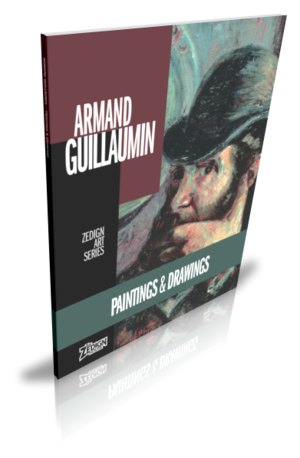 ARMAND
GUILLAUMIN
ZEDIGN
ART
SERIES
PAINTINGS & DRAWINGS
ZEDIGN